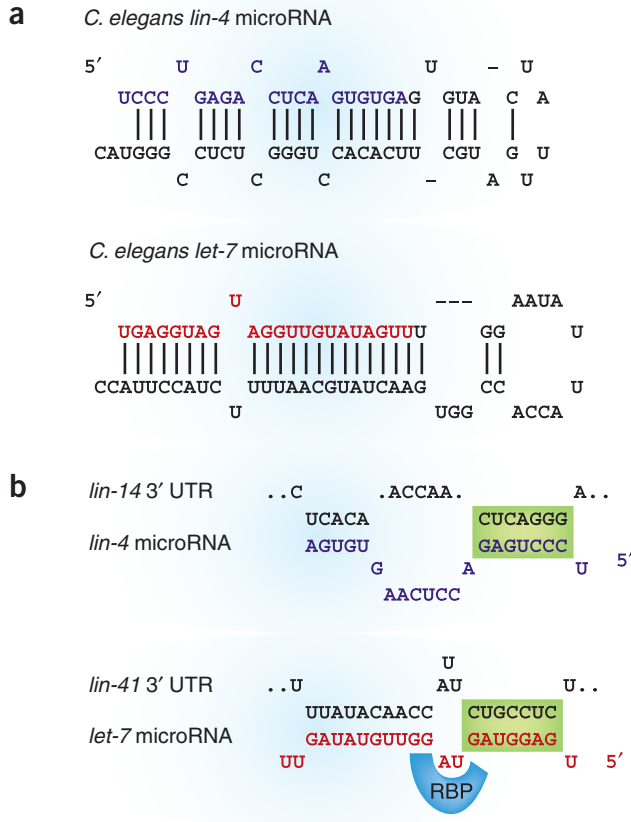 a
C. elegans lin-4 microRNA
5′ U C A U – U
UCCC GAGA CUCA GUGUGAG GUA C A
CAUGGG CUCU GGGU CACACUU CGU G U
C C C – A U
C. elegans let-7 microRNA
5′ U ––– AAUA
UGAGGUAG AGGUUGUAUAGUUU GG U
CCAUUCCAUC UUUAACGUAUCAAG CC U
U UGG ACCA
b
lin-14 3′ UTR ..C .ACCAA. A..
UCACA CUCAGGG
lin-4 microRNA AGUGU GAGUCCC
G A U 5′
AACUCC
U
lin-41 3′ UTR ..U AU U..
UUAUACAACC CUGCCUC
let-7 microRNA GAUAUGUUGG GAUGGAG
UU AU U 5′
RBP